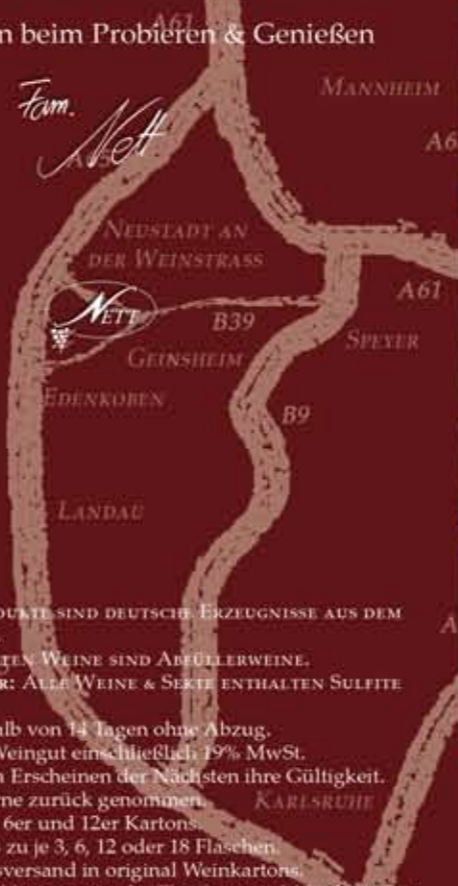 A61
n beim Probieren & Genießen
MANNHEIM
Fam.
Nett
A6
A65
NEUSTADT AN
DER WEINSTRASS
A61
NETT
B39
SPEYER
GEINSHEIM
EDENKOBEN
B9
LANDAU
DUKTE SIND DEUTSCHE ERZEUGNISSE AUS DEM
A
TEN WEINE SIND ABFÜLLERWEINE.
R: ALLE WEINE & SEKTE ENTHALTEN SULFITE
alb von 14 Tagen ohne Abzug.
Weingut einschließlich 19% MwSt.
n Erscheinen der Nächsten ihre Gültigkeit.
rne zurück genommen.
KARLSRUHE
6er und 12er Kartons.
zu je 3, 6, 12 oder 18 Flaschen.
sversand in original Weinkartons.